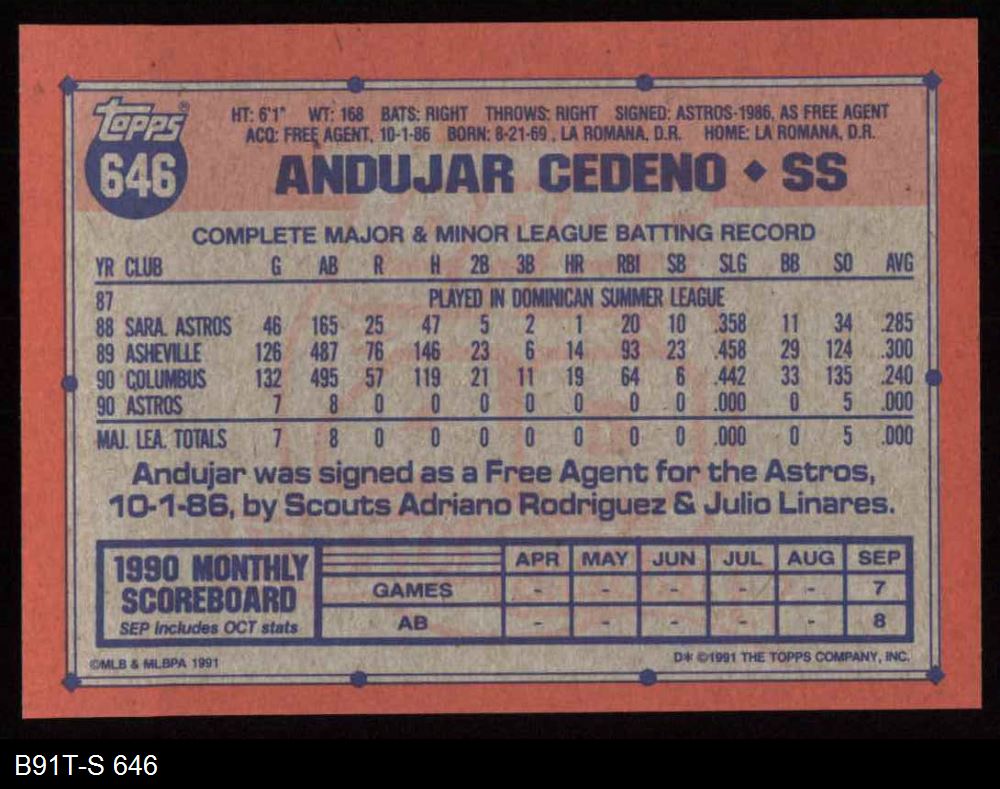 Topps®
646
HT: 6'1" WT: 168 BATS: RIGHT THROWS: RIGHT SIGNED: ASTROS-1986, AS FREE AGENT
ACQ: FREE AGENT, 10-1-86 BORN: 8-21-69, LA ROMANA, D.R. HOME: LA ROMANA, D.R.
ANDUJAR CEDENO ◆ SS
COMPLETE MAJOR & MINOR LEAGUE BATTING RECORD
YR CLUB G AB R H 2B 3B HR RBI SB SLG BB SO AVG
87 PLAYED IN DOMINICAN SUMMER LEAGUE
88 SARA. ASTROS 46 165 25 47 5 2 1 20 10 .358 11 34 .285
89 ASHEVILLE 126 487 76 146 23 6 14 93 23 .458 29 124 .300
90 COLUMBUS 132 495 57 119 21 11 19 64 6 .442 33 135 .240
90 ASTROS 7 8 0 0 0 0 0 0 0 .000 0 5 .000
MAJ. LEA. TOTALS 7 8 0 0 0 0 0 0 0 .000 0 5 .000
Andujar was signed as a Free Agent for the Astros,
10-1-86, by Scouts Adriano Rodriguez & Julio Linares.
1990 MONTHLY
SCOREBOARD
SEP Includes OCT stats
APR MAY JUN JUL AUG SEP
GAMES - - - - - 7
AB - - - - - 8
©MLB & MLBPA 1991
D* ©1991 THE TOPPS COMPANY, INC.
B91T-S 646